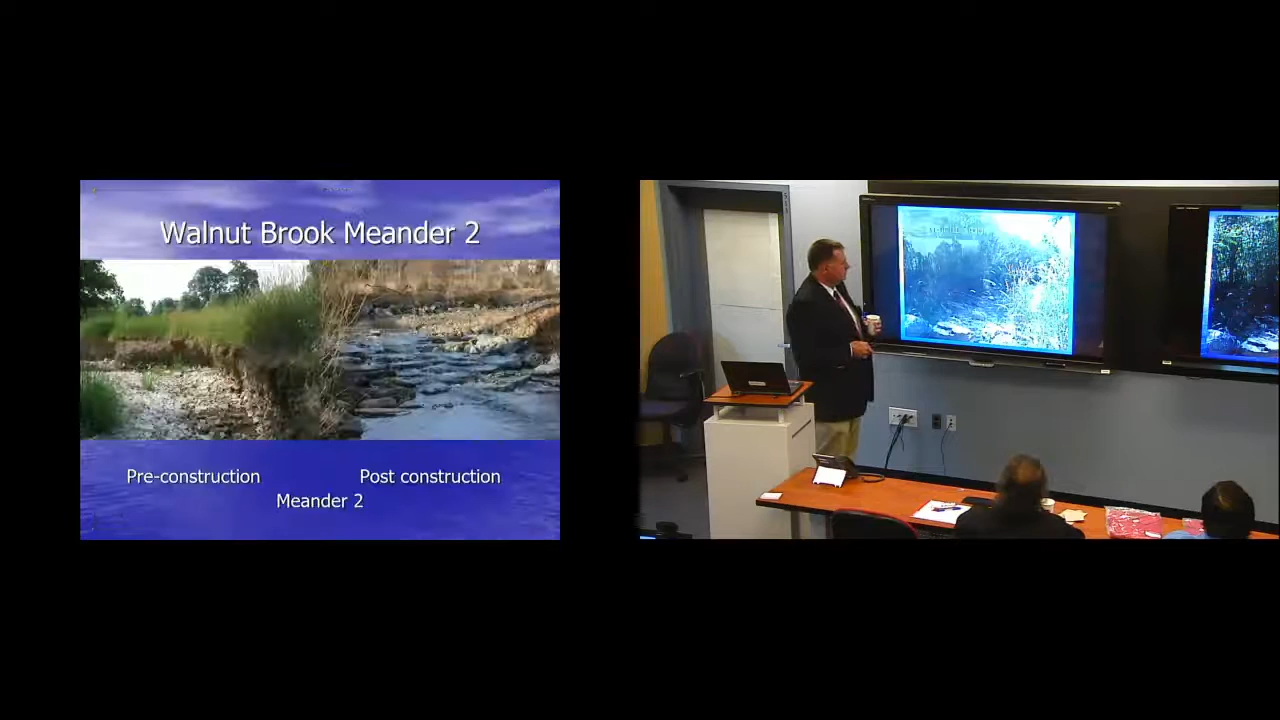 Walnut Brook Meander 2
Pre-construction
Post construction
Meander 2